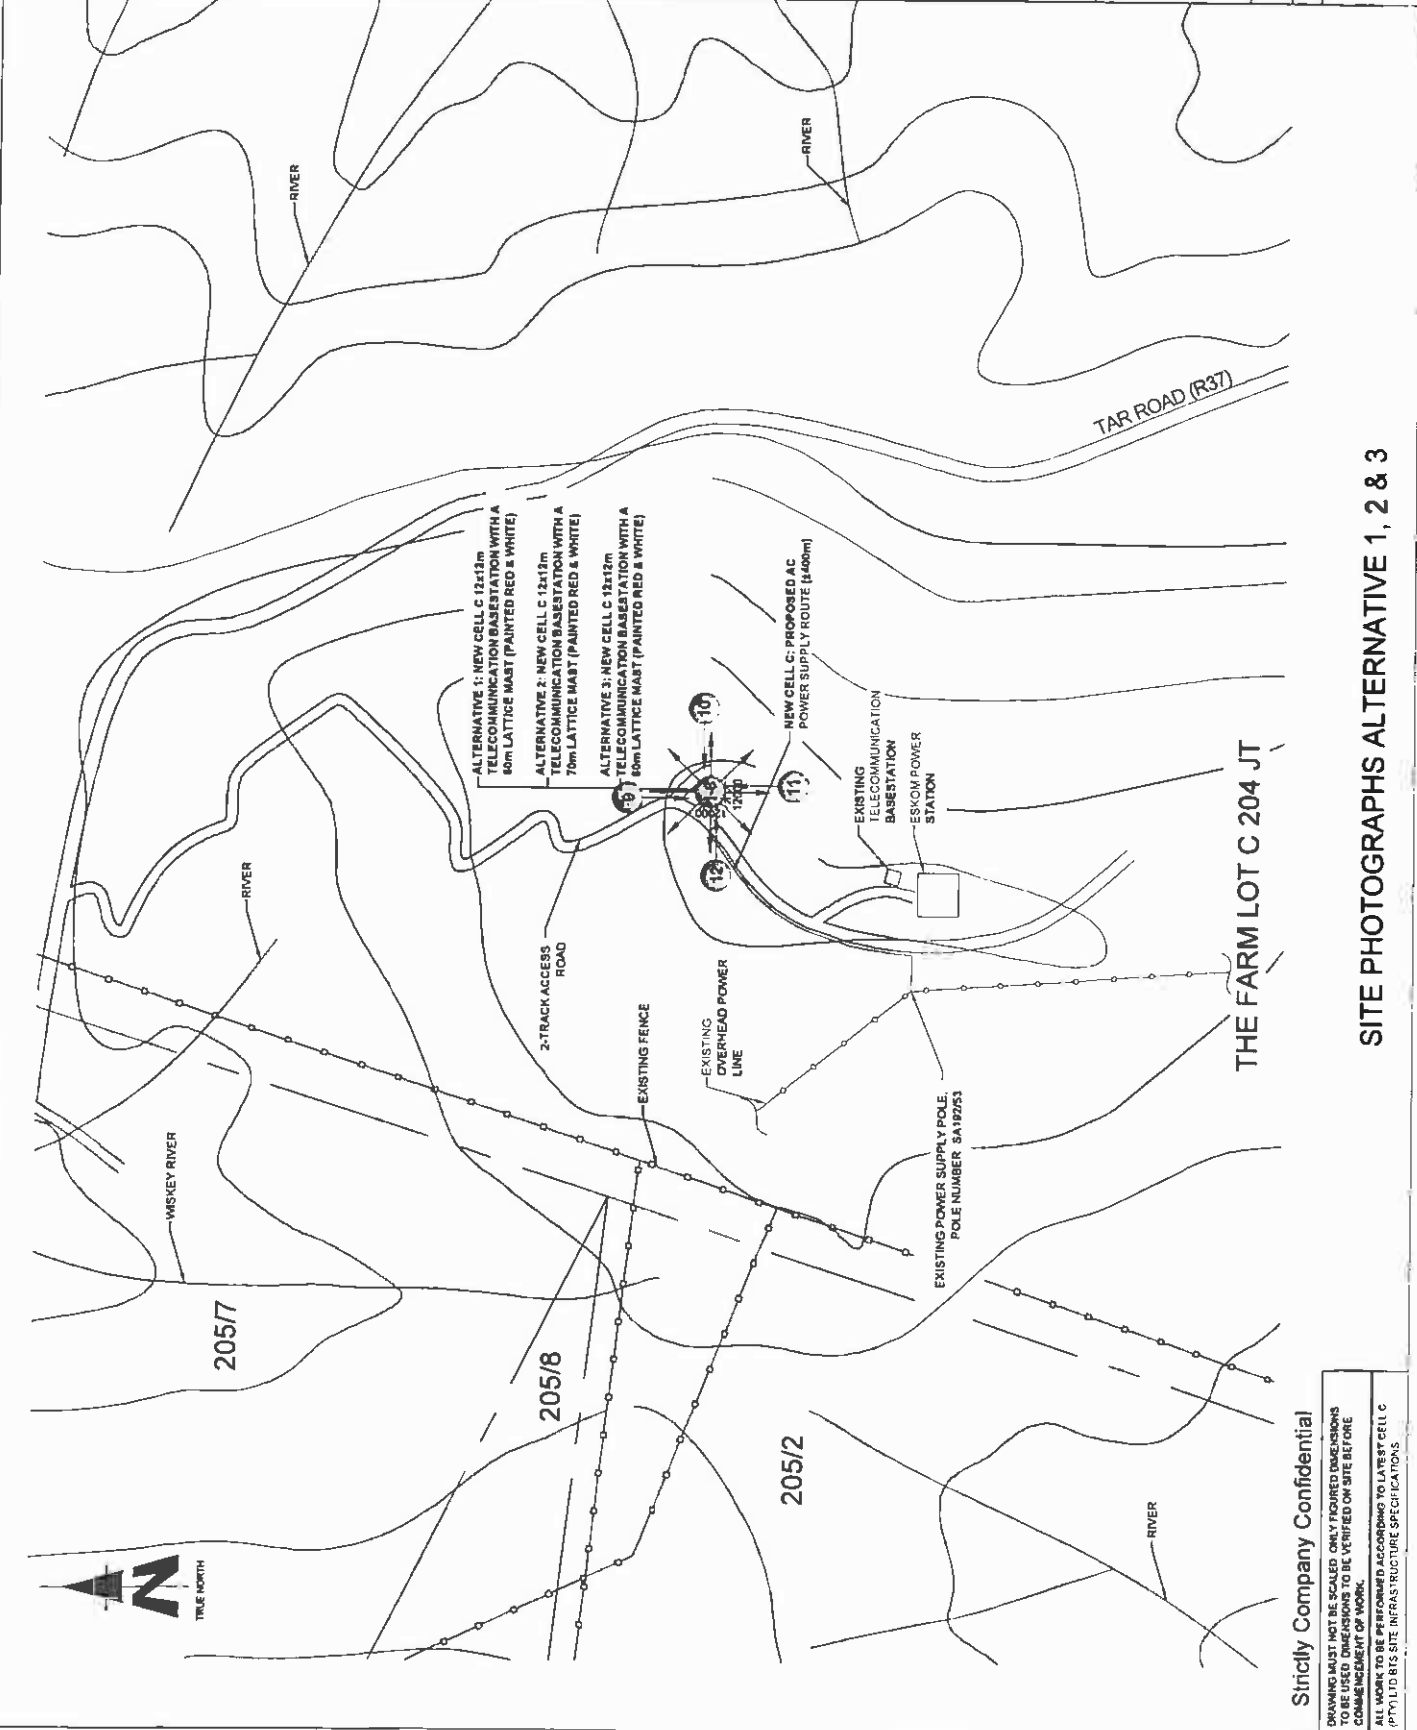 N
TRUE NORTH
205/7
205/8
205/2
WISKEY RIVER
RIVER
RIVER
RIVER
RIVER
2-TRACK ACCESS
ROAD
EXISTING FENCE
EXISTING
OVERHEAD POWER
LINE
EXISTING POWER SUPPLY POLE.
ALTERNATIVE 1: NEW CELL C 12x12m
TELECOMMUNICATION BASESTATION WITH A
LATTICE MAST (PAINTED RED & WHITE)
ALTERNATIVE 2: NEW CELL C 12x12m
TELECOMMUNICATION BASESTATION WITH A
70m LATTICE MAST (PAINTED RED & WHITE)
ALTERNATIVE 3: NEW CELL C 12x12m
TELECOMMUNICATION BASESTATION WITH A
LATTICE MAST (PAINTED RED & WHITE)
9
10
11
12
12000
NEW CELL C: PROPOSED AC
POWER SUPPLY ROUTE (±400m)
EXISTING
TELECOMMUNICATION
BASESTATION
ESKOM POWER
STATION
POLE NUMBER
TAR ROAD (R37)
THE FARM LOT C 204 JT
SITE PHOTOGRAPHS ALTERNATIVE 1, 2 & 3
Strictly Company Confidential
DRAWING MUST NOT BE SCALED ONLY FIGURED DIMENSIONS
TO BE USED DIMENSIONS TO BE VERIFIED ON SITE BEFORE
COMMENCEMENT OF WORK.
ALL WORK TO BE PERFORMED ACCORDING TO LATEST CELL C
(PTY) LTD BTS SITE INFRASTRUCTURE SPECIFICATIONS